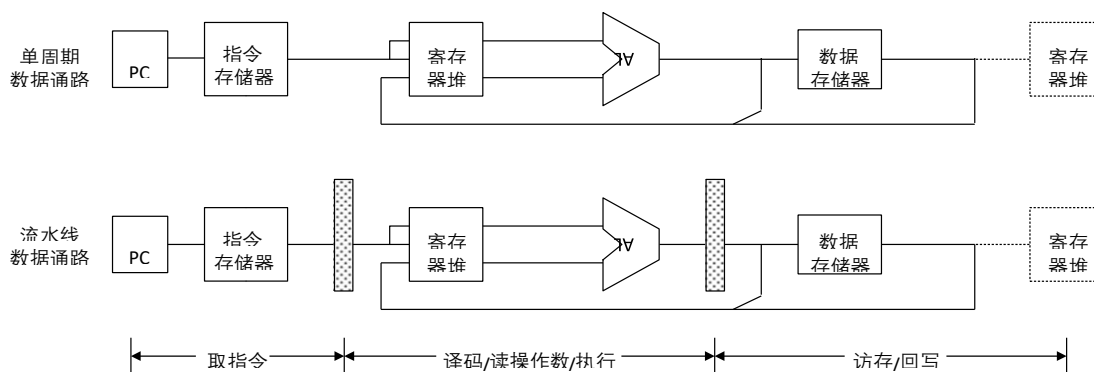 单周期
数据通路
PC
指令
存储器
寄存
器堆
数据
存储器
寄存
器堆
流水线
数据通路
PC
指令
存储器
寄存
器堆
数据
存储器
寄存
器堆
取指令
译码/读操作数/执行
访存/回写